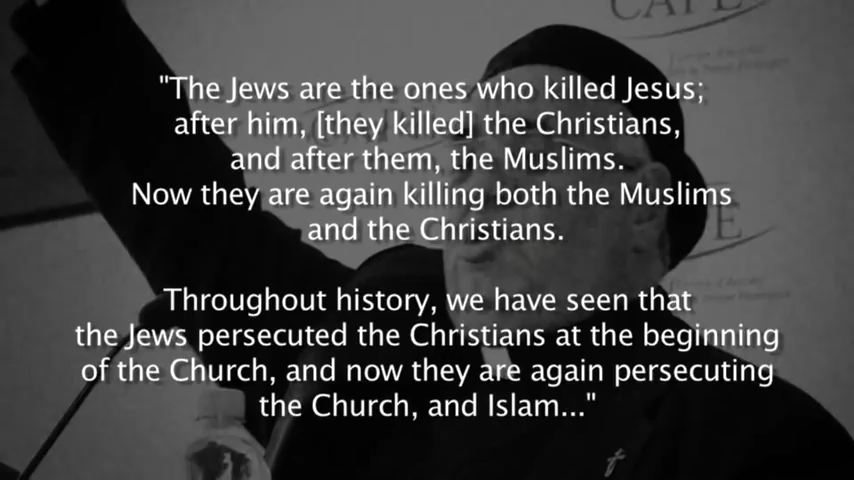 CAPE
"The Jews are the ones who killed Jesus;
after him, [they killed] the Christians,
and after them, the Muslims.
Now they are again killing both the Muslims
and the Christians.
Throughout history, we have seen that
the Jews persecuted the Christians at the beginning
of the Church, and now they are again persecuting
the Church, and Islam..."